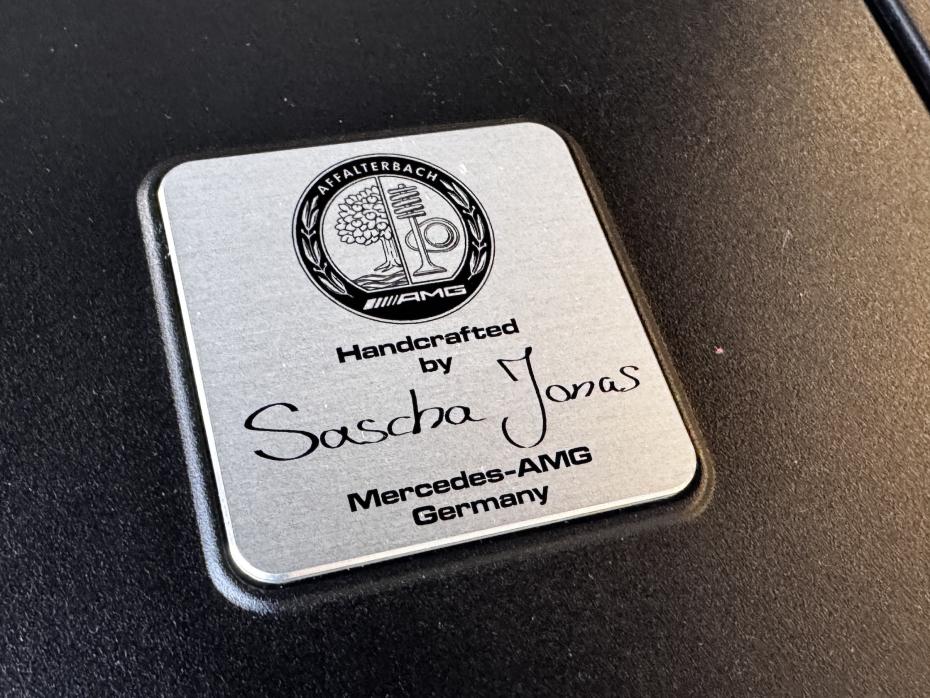 AFFALTERBACH
AMG
Handcrafted
by
Sascha Jonas
Mercedes-AMG
Germany